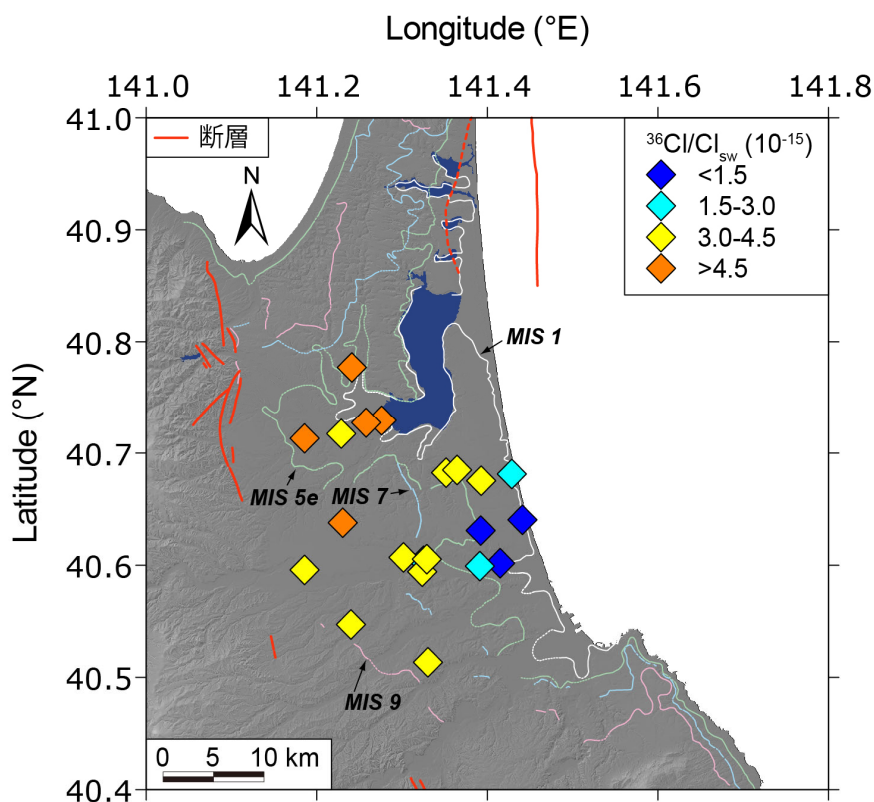 Longitude (°E)
141.0 141.2 141.4 141.6 141.8
41.0
断層
N
³⁶Cl/Cl_sw (10⁻¹⁵)
<1.5
1.5-3.0
3.0-4.5
>4.5
40.9
40.8
MIS 1
Latitude (°N)
40.7
MIS 5e
MIS 7
40.6
40.5
MIS 9
0 5 10 km
40.4